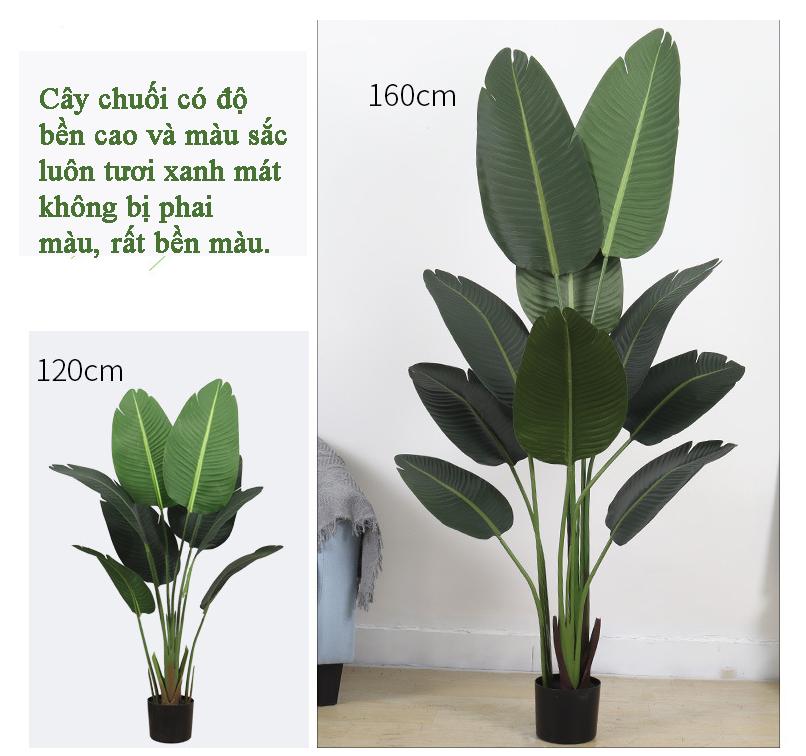 Cây chuối có độ
bền cao và màu sắc
luôn tươi xanh mát
không bị phai
màu, rất bền màu.
160cm
120cm